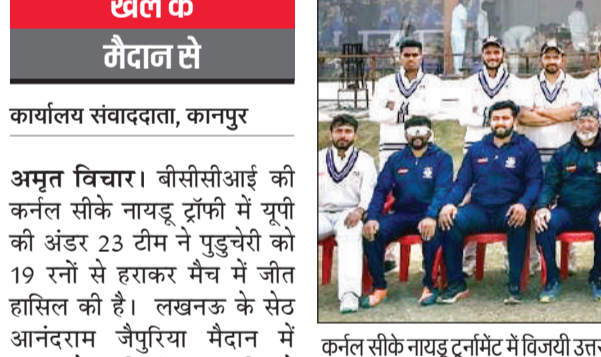 खेल के
मैदान से
कार्यालय संवाददाता, कानपुर
अमृत विचार। बीसीसीआई की
कर्नल सीके नायडू ट्रॉफी में यूपी
की अंडर 23 टीम ने पुडुचेरी को
19 रनों से हराकर मैच में जीत
हासिल की है। लखनऊ के सेठ
आनंदराम जैपुरिया मैदान में
कर्नल सीके नायडू टूर्नामेंट में विजयी